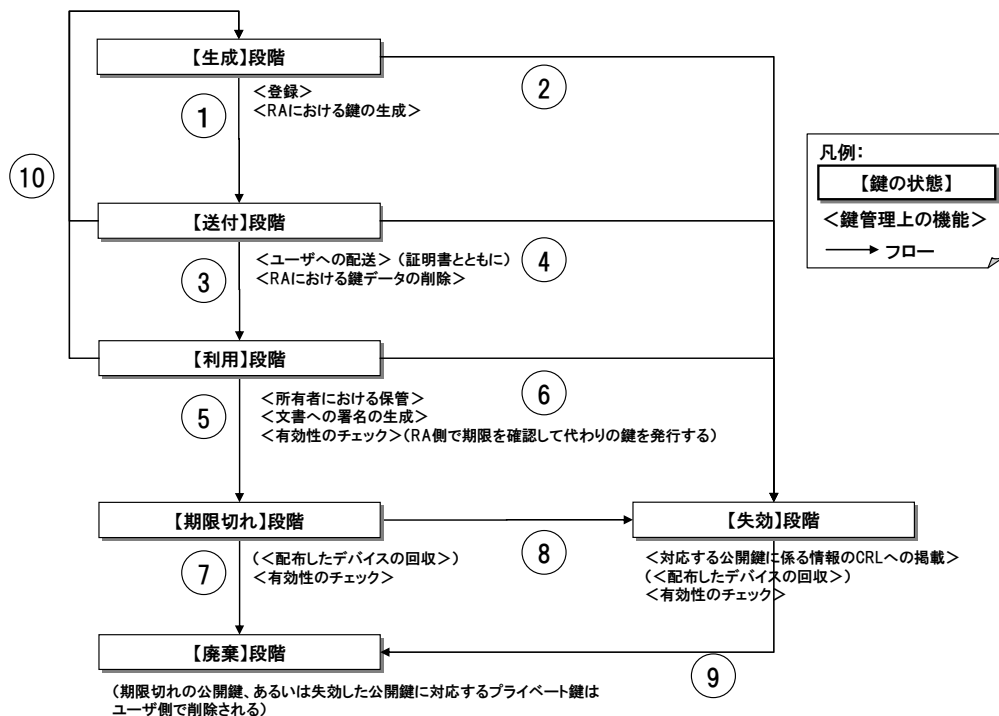 【生成】段階
②
<登録>
<RAにおける鍵の生成>
①
⑩
凡例:
【鍵の状態】
<鍵管理上の機能>
フロー
【送付】段階
④
<ユーザへの配送> (証明書とともに)
<RAにおける鍵データの削除>
③
【利用】段階
⑥
<所有者における保管>
<文書への署名の生成>
<有効性のチェック>(RA側で期限を確認して代わりの鍵を発行する)
⑤
【期限切れ】段階
【失効】段階
⑧
(<配布したデバイスの回収>)
<有効性のチェック>
⑦
<対応する公開鍵に係る情報のCRLへの掲載>
(<配布したデバイスの回収>)
<有効性のチェック>
【廃棄】段階
⑨
(期限切れの公開鍵、あるいは失効した公開鍵に対応するプライベート鍵は
ユーザ側で削除される)